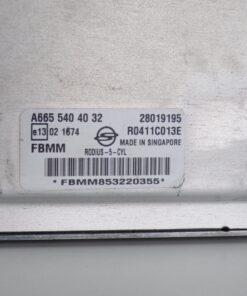 A665 540 40 32 28019195
e13 02 1674 R0411C013E
MADE IN SINGAPORE
FBMM RODIUS-5-CYL
*FBMM853220355*